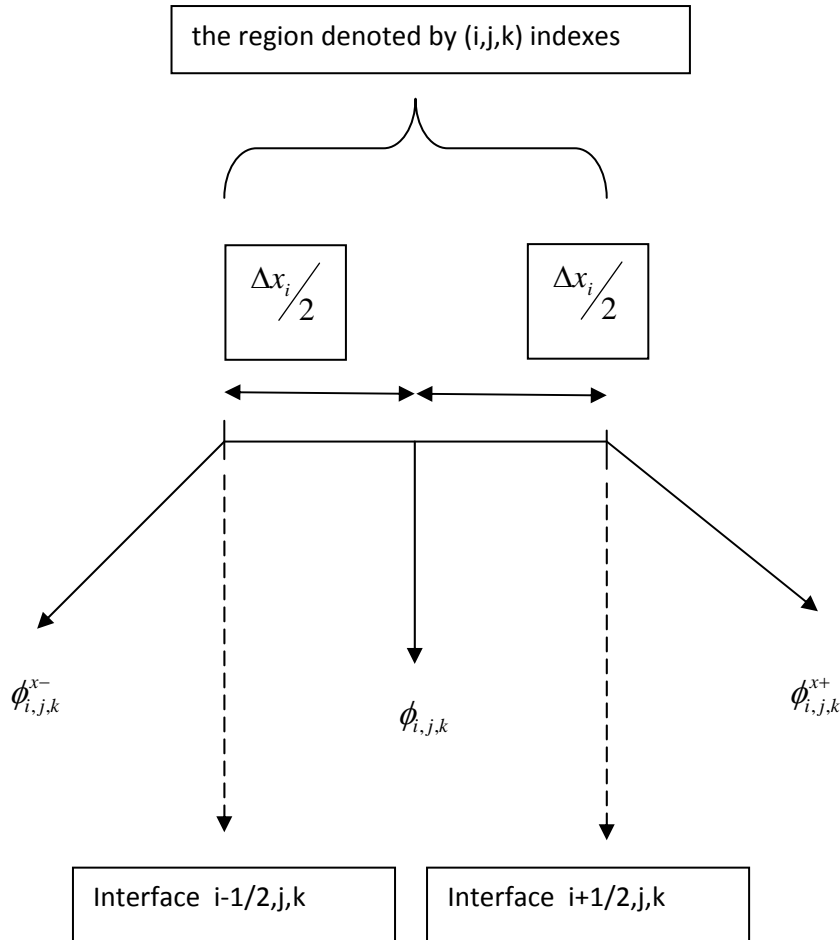 the region denoted by (i,j,k) indexes
Δx_i/2 Δx_i/2
ϕ^{x−}_{i,j,k} ϕ_{i,j,k} ϕ^{x+}_{i,j,k}
Interface i-1/2,j,k Interface i+1/2,j,k